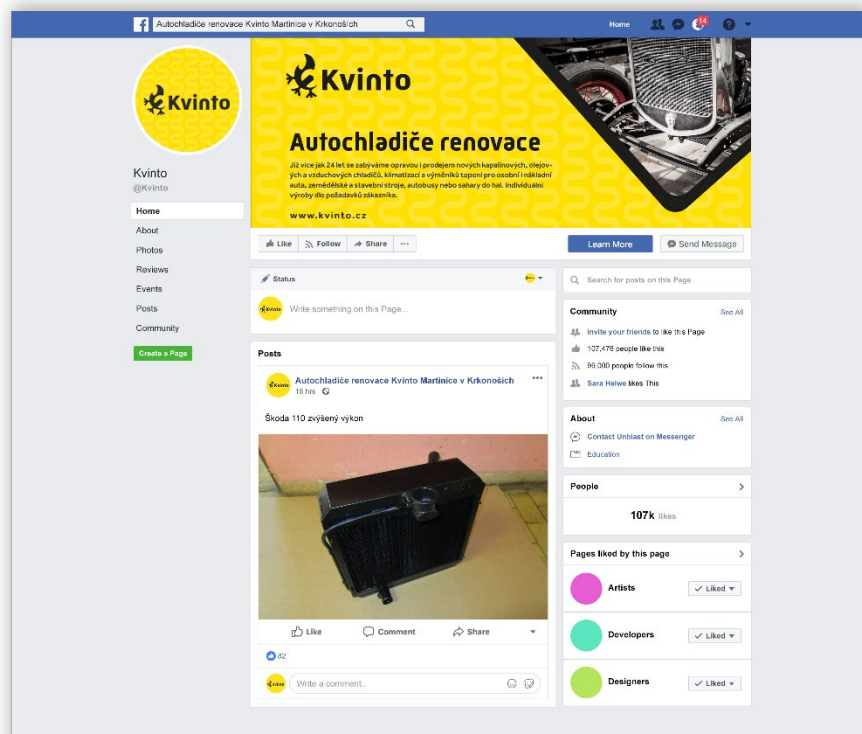 Autochladiče renovace Kvinto Martinice v Krkonoších
Home
14
Kvinto
Kvinto
Autochladiče renovace
Již více jak 24 let se zabýváme opravou i prodejem nových kapalinových, olejov-
ých a vzduchových chladičů, klimatizací a výměníků topení pro osobní i nákladní
auta, zemědělské a stavební stroje, autobusy nebo sahary do hal. Individuální
výroby dle požadavků zákazníka.
www.kvinto.cz
Kvinto
@Kvinto
Home
About
Photos
Reviews
Events
Posts
Community
Create a Page
Like
Follow
Share
Learn More
Send Message
Status
Kvinto
Write something on this Page...
Posts
Kvinto
Autochladiče renovace Kvinto Martinice v Krkonoších
18 hrs
Škoda 110 zvýšený výkon
Like
Comment
Share
82
Kvinto
Write a comment..
Search for posts on this Page
Community
See All
Invite your friends to like this Page
107,476 people like this
99,000 people follow this
Sara Helwe likes This
About
See All
Contact Unblast on Messenger
Education
People
107k likes
Pages liked by this page
Artists
Liked
Developers
Liked
Designers
Liked